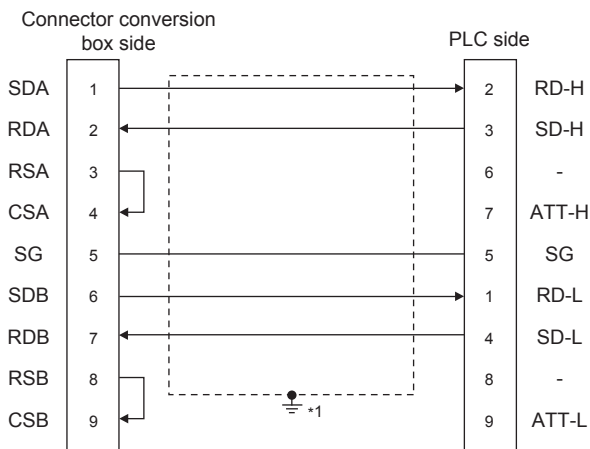 Connector conversion
box side
PLC side
SDA 1 2 RD-H
RDA 2 3 SD-H
RSA 3 6 -
CSA 4 7 ATT-H
SG 5 5 SG
SDB 6 1 RD-L
RDB 7 4 SD-L
RSB 8 8 -
*1
CSB 9 9 ATT-L